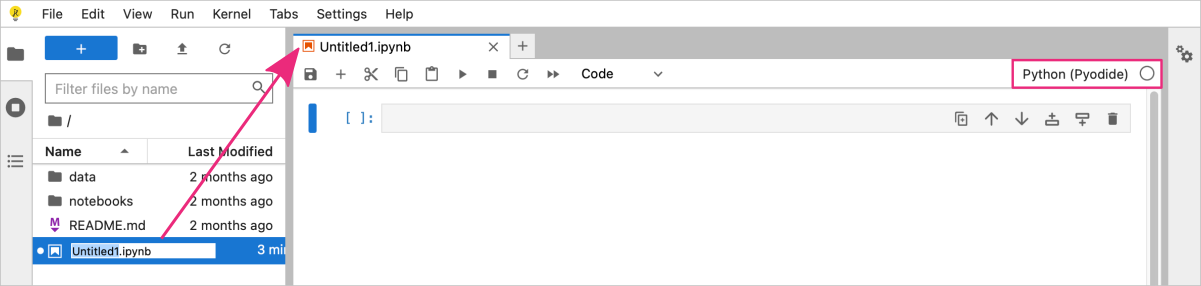 File Edit View Run Kernel Tabs Settings Help
Untitled1.ipynb
Code
Python (Pyodide)
Filter files by name
/
[ ]:
Name Last Modified
data 2 months ago
notebooks 2 months ago
README.md 2 months ago
Untitled1.ipynb 3 min